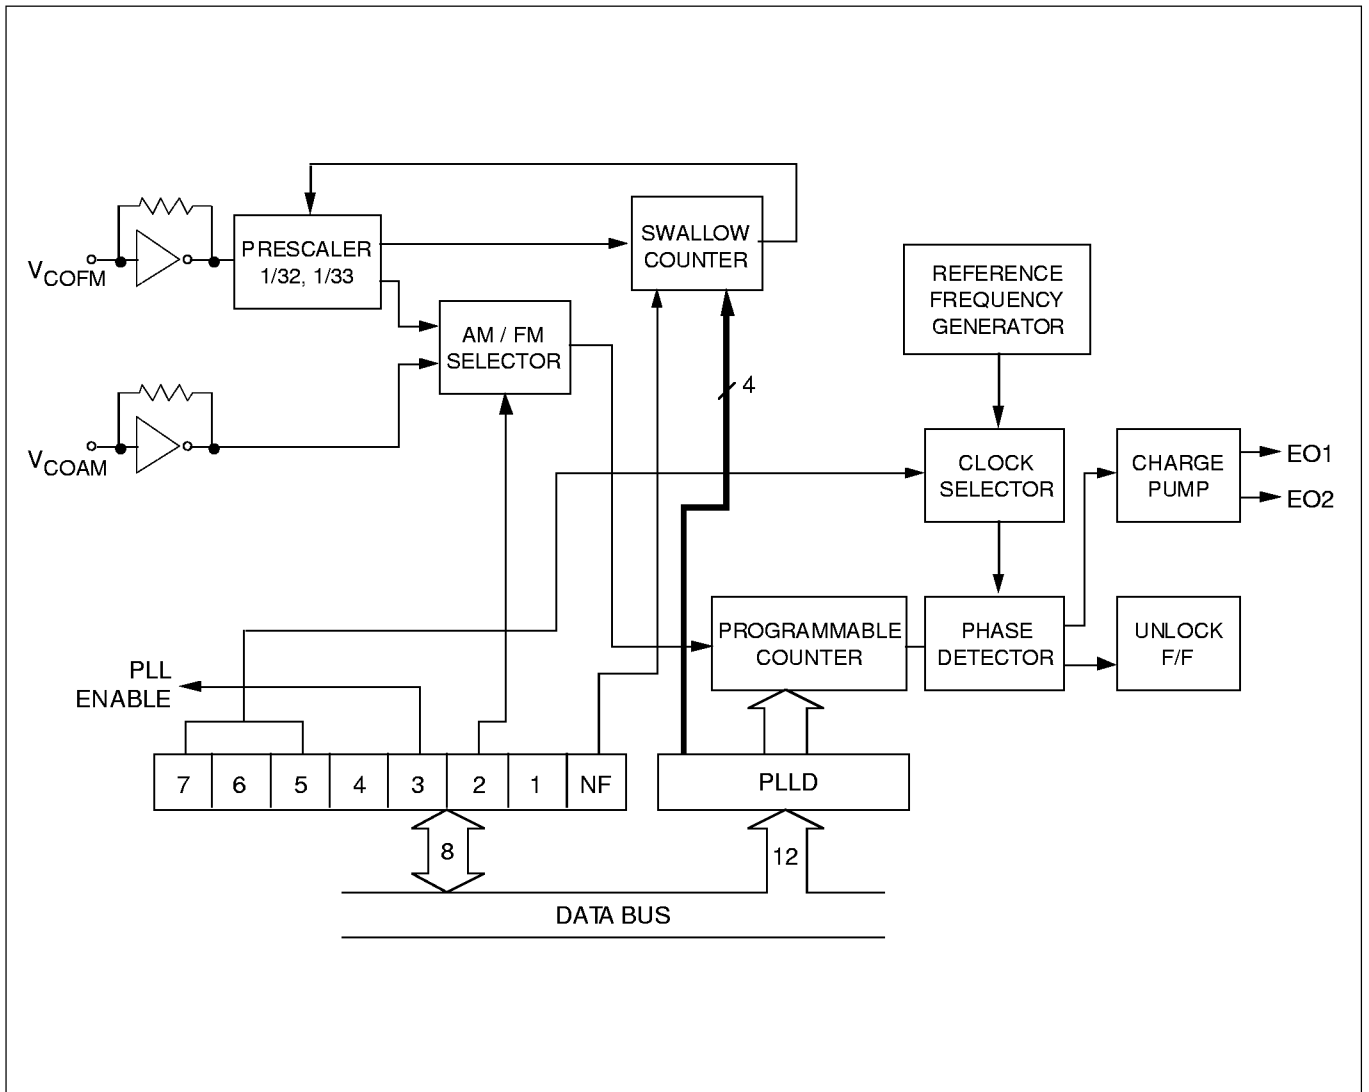 VCOFM
PRESCALER
1/32, 1/33
SWALLOW
COUNTER
REFERENCE
FREQUENCY
GENERATOR
AM / FM
SELECTOR
4
VCOAM
CLOCK
SELECTOR
CHARGE
PUMP
EO1
EO2
PROGRAMMABLE
COUNTER
PHASE
DETECTOR
UNLOCK
F/F
PLL
ENABLE
7 6 5 4 3 2 1 NF
PLLD
8
12
DATA BUS